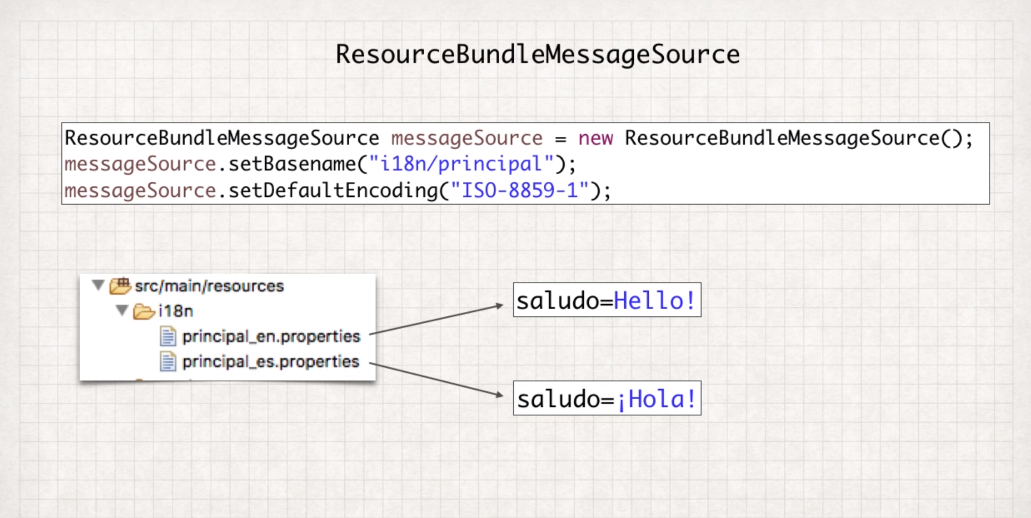 ResourceBundleMessageSource
ResourceBundleMessageSource messageSource = new ResourceBundleMessageSource();
messageSource.setBasename("i18n/principal");
messageSource.setDefaultEncoding("ISO-8859-1");
src/main/resources
i18n
principal_en.properties
principal_es.properties
saludo=Hello!
saludo=¡Hola!